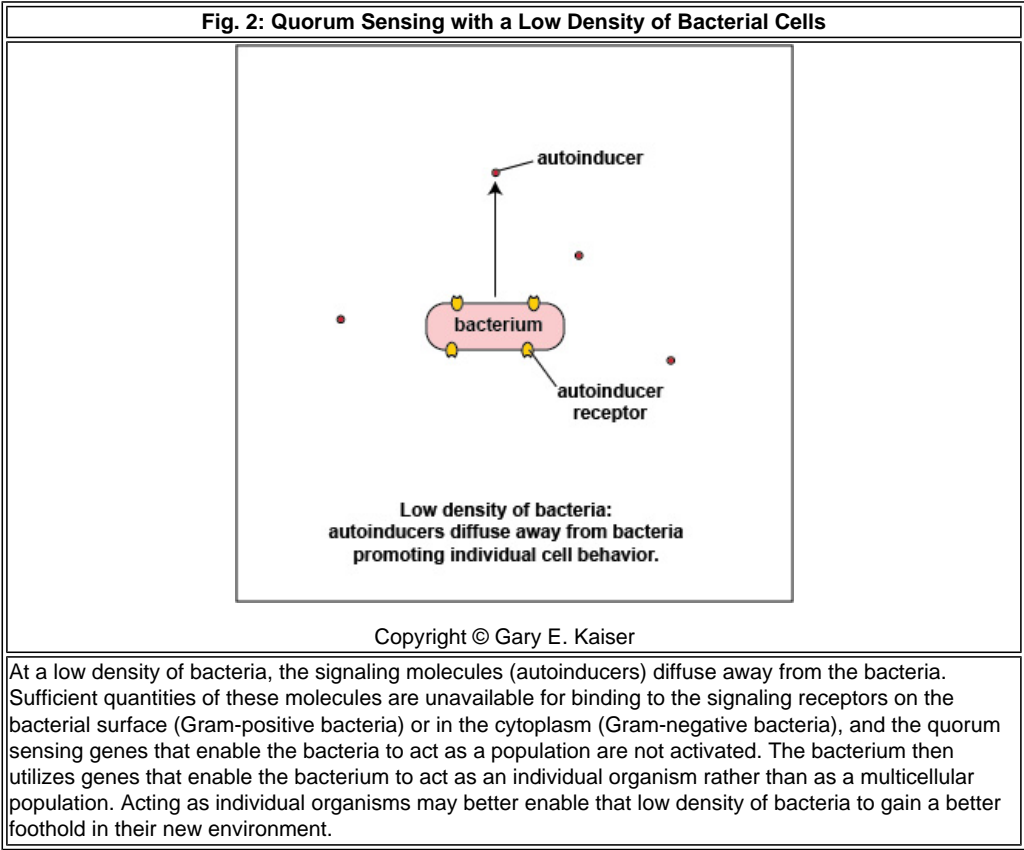 Fig. 2: Quorum Sensing with a Low Density of Bacterial Cells
autoinducer
bacterium
autoinducer
receptor
Low density of bacteria:
autoinducers diffuse away from bacteria
promoting individual cell behavior.
Copyright © Gary E. Kaiser
At a low density of bacteria, the signaling molecules (autoinducers) diffuse away from the bacteria.
Sufficient quantities of these molecules are unavailable for binding to the signaling receptors on the
bacterial surface (Gram-positive bacteria) or in the cytoplasm (Gram-negative bacteria), and the quorum
sensing genes that enable the bacteria to act as a population are not activated. The bacterium then
utilizes genes that enable the bacterium to act as an individual organism rather than as a multicellular
population. Acting as individual organisms may better enable that low density of bacteria to gain a better
foothold in their new environment.